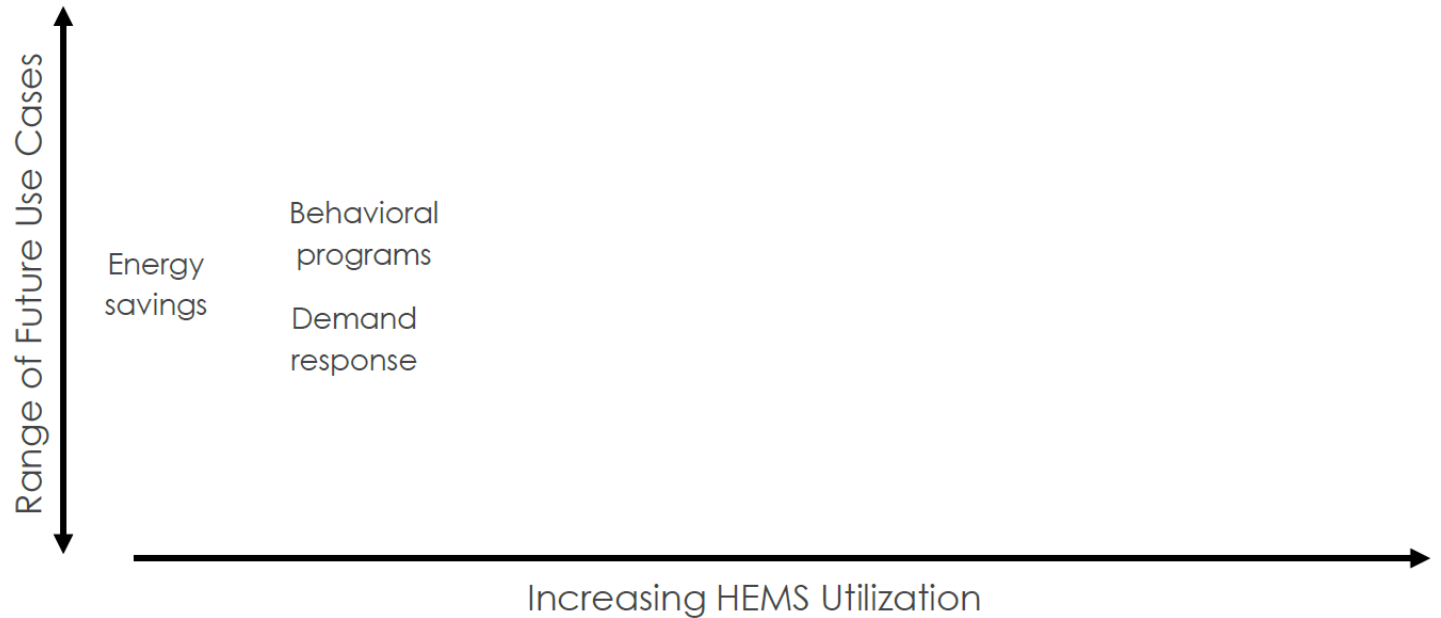 Range of Future Use Cases
Energy
savings
Behavioral
programs
Demand
response
Increasing HEMS Utilization